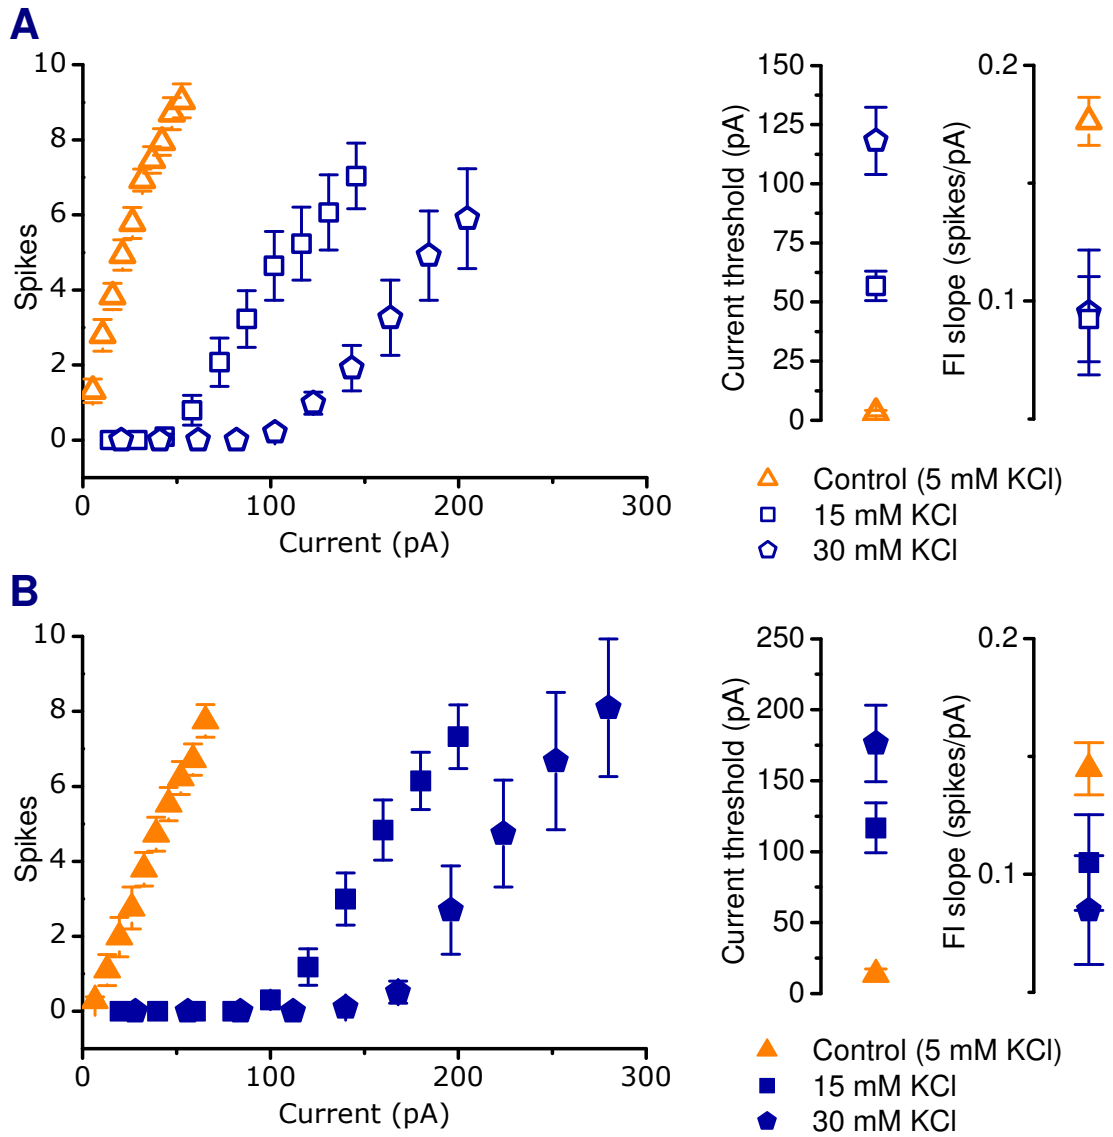 A
10
8
6
4
2
0
Spikes
0 100 200 300
Current (pA)
150
125
100
75
50
25
0
Current threshold (pA)
0.2
0.1
FI slope (spikes/pA)
Control (5 mM KCl)
15 mM KCl
30 mM KCl
B
10
8
6
4
2
0
Spikes
0 100 200 300
Current (pA)
250
200
150
100
50
0
Current threshold (pA)
0.2
0.1
FI slope (spikes/pA)
Control (5 mM KCl)
15 mM KCl
30 mM KCl